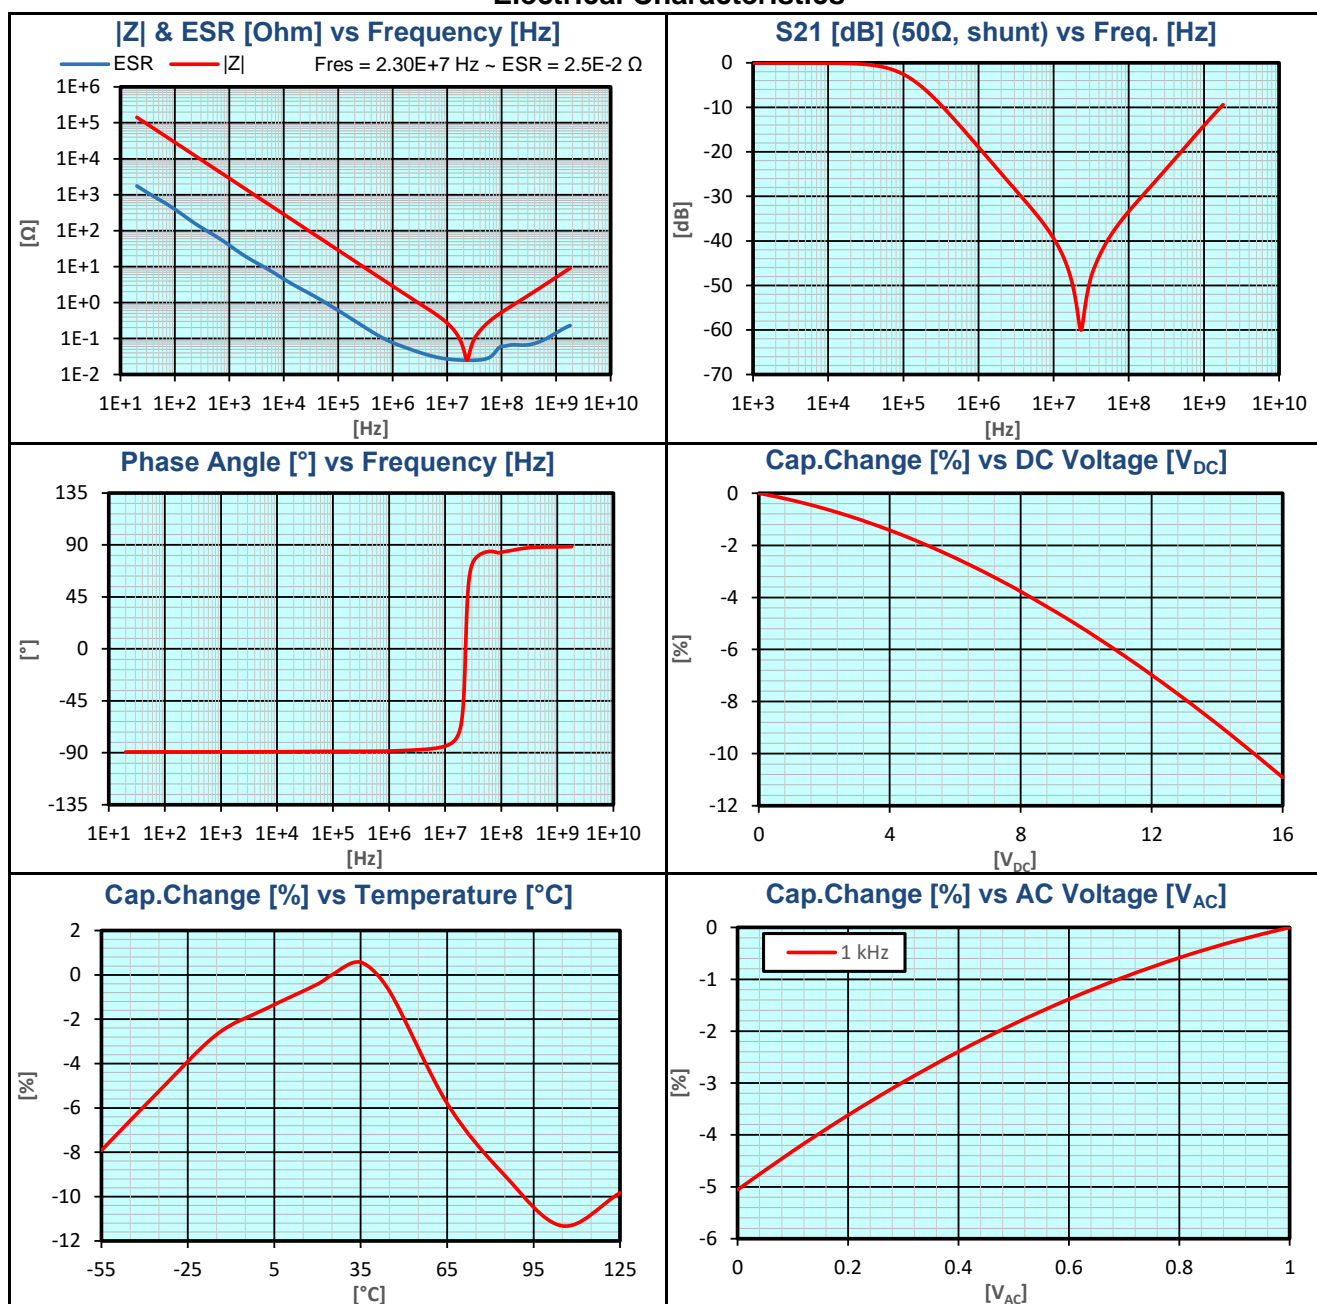 Electrical Characteristics
|Z| & ESR [Ohm] vs Frequency [Hz]
ESR |Z| Fres = 2.30E+7 Hz ~ ESR = 2.5E-2 Ω
1E+6
1E+5
1E+4
1E+3
1E+2
1E+1
1E+0
1E-1
1E-2
[Ω]
1E+1 1E+2 1E+3 1E+4 1E+5 1E+6 1E+7 1E+8 1E+9 1E+10
[Hz]
S21 [dB] (50Ω, shunt) vs Freq. [Hz]
0
-10
-20
-30
-40
-50
-60
-70
[dB]
1E+3 1E+4 1E+5 1E+6 1E+7 1E+8 1E+9 1E+10
[Hz]
Phase Angle [°] vs Frequency [Hz]
135
90
45
0
-45
-90
-135
[°]
1E+1 1E+2 1E+3 1E+4 1E+5 1E+6 1E+7 1E+8 1E+9 1E+10
[Hz]
Cap.Change [%] vs DC Voltage [VDC]
0
-2
-4
-6
-8
-10
-12
[%]
0 4 8 12 16
[VDC]
Cap.Change [%] vs Temperature [°C]
2
0
-2
-4
-6
-8
-10
-12
[%]
-55 -25 5 35 65 95 125
[°C]
Cap.Change [%] vs AC Voltage [VAC]
1 kHz
0
-1
-2
-3
-4
-5
-6
[%]
0 0.2 0.4 0.6 0.8 1
[VAC]